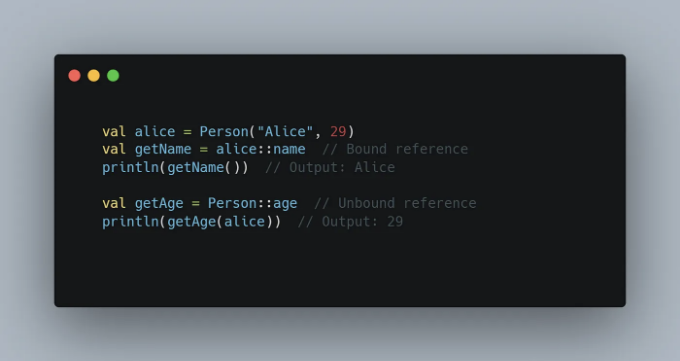 val alice = Person("Alice", 29)
val getName = alice::name  // Bound reference
println(getName())  // Output: Alice
val getAge = Person::age  // Unbound reference
println(getAge(alice))  // Output: 29